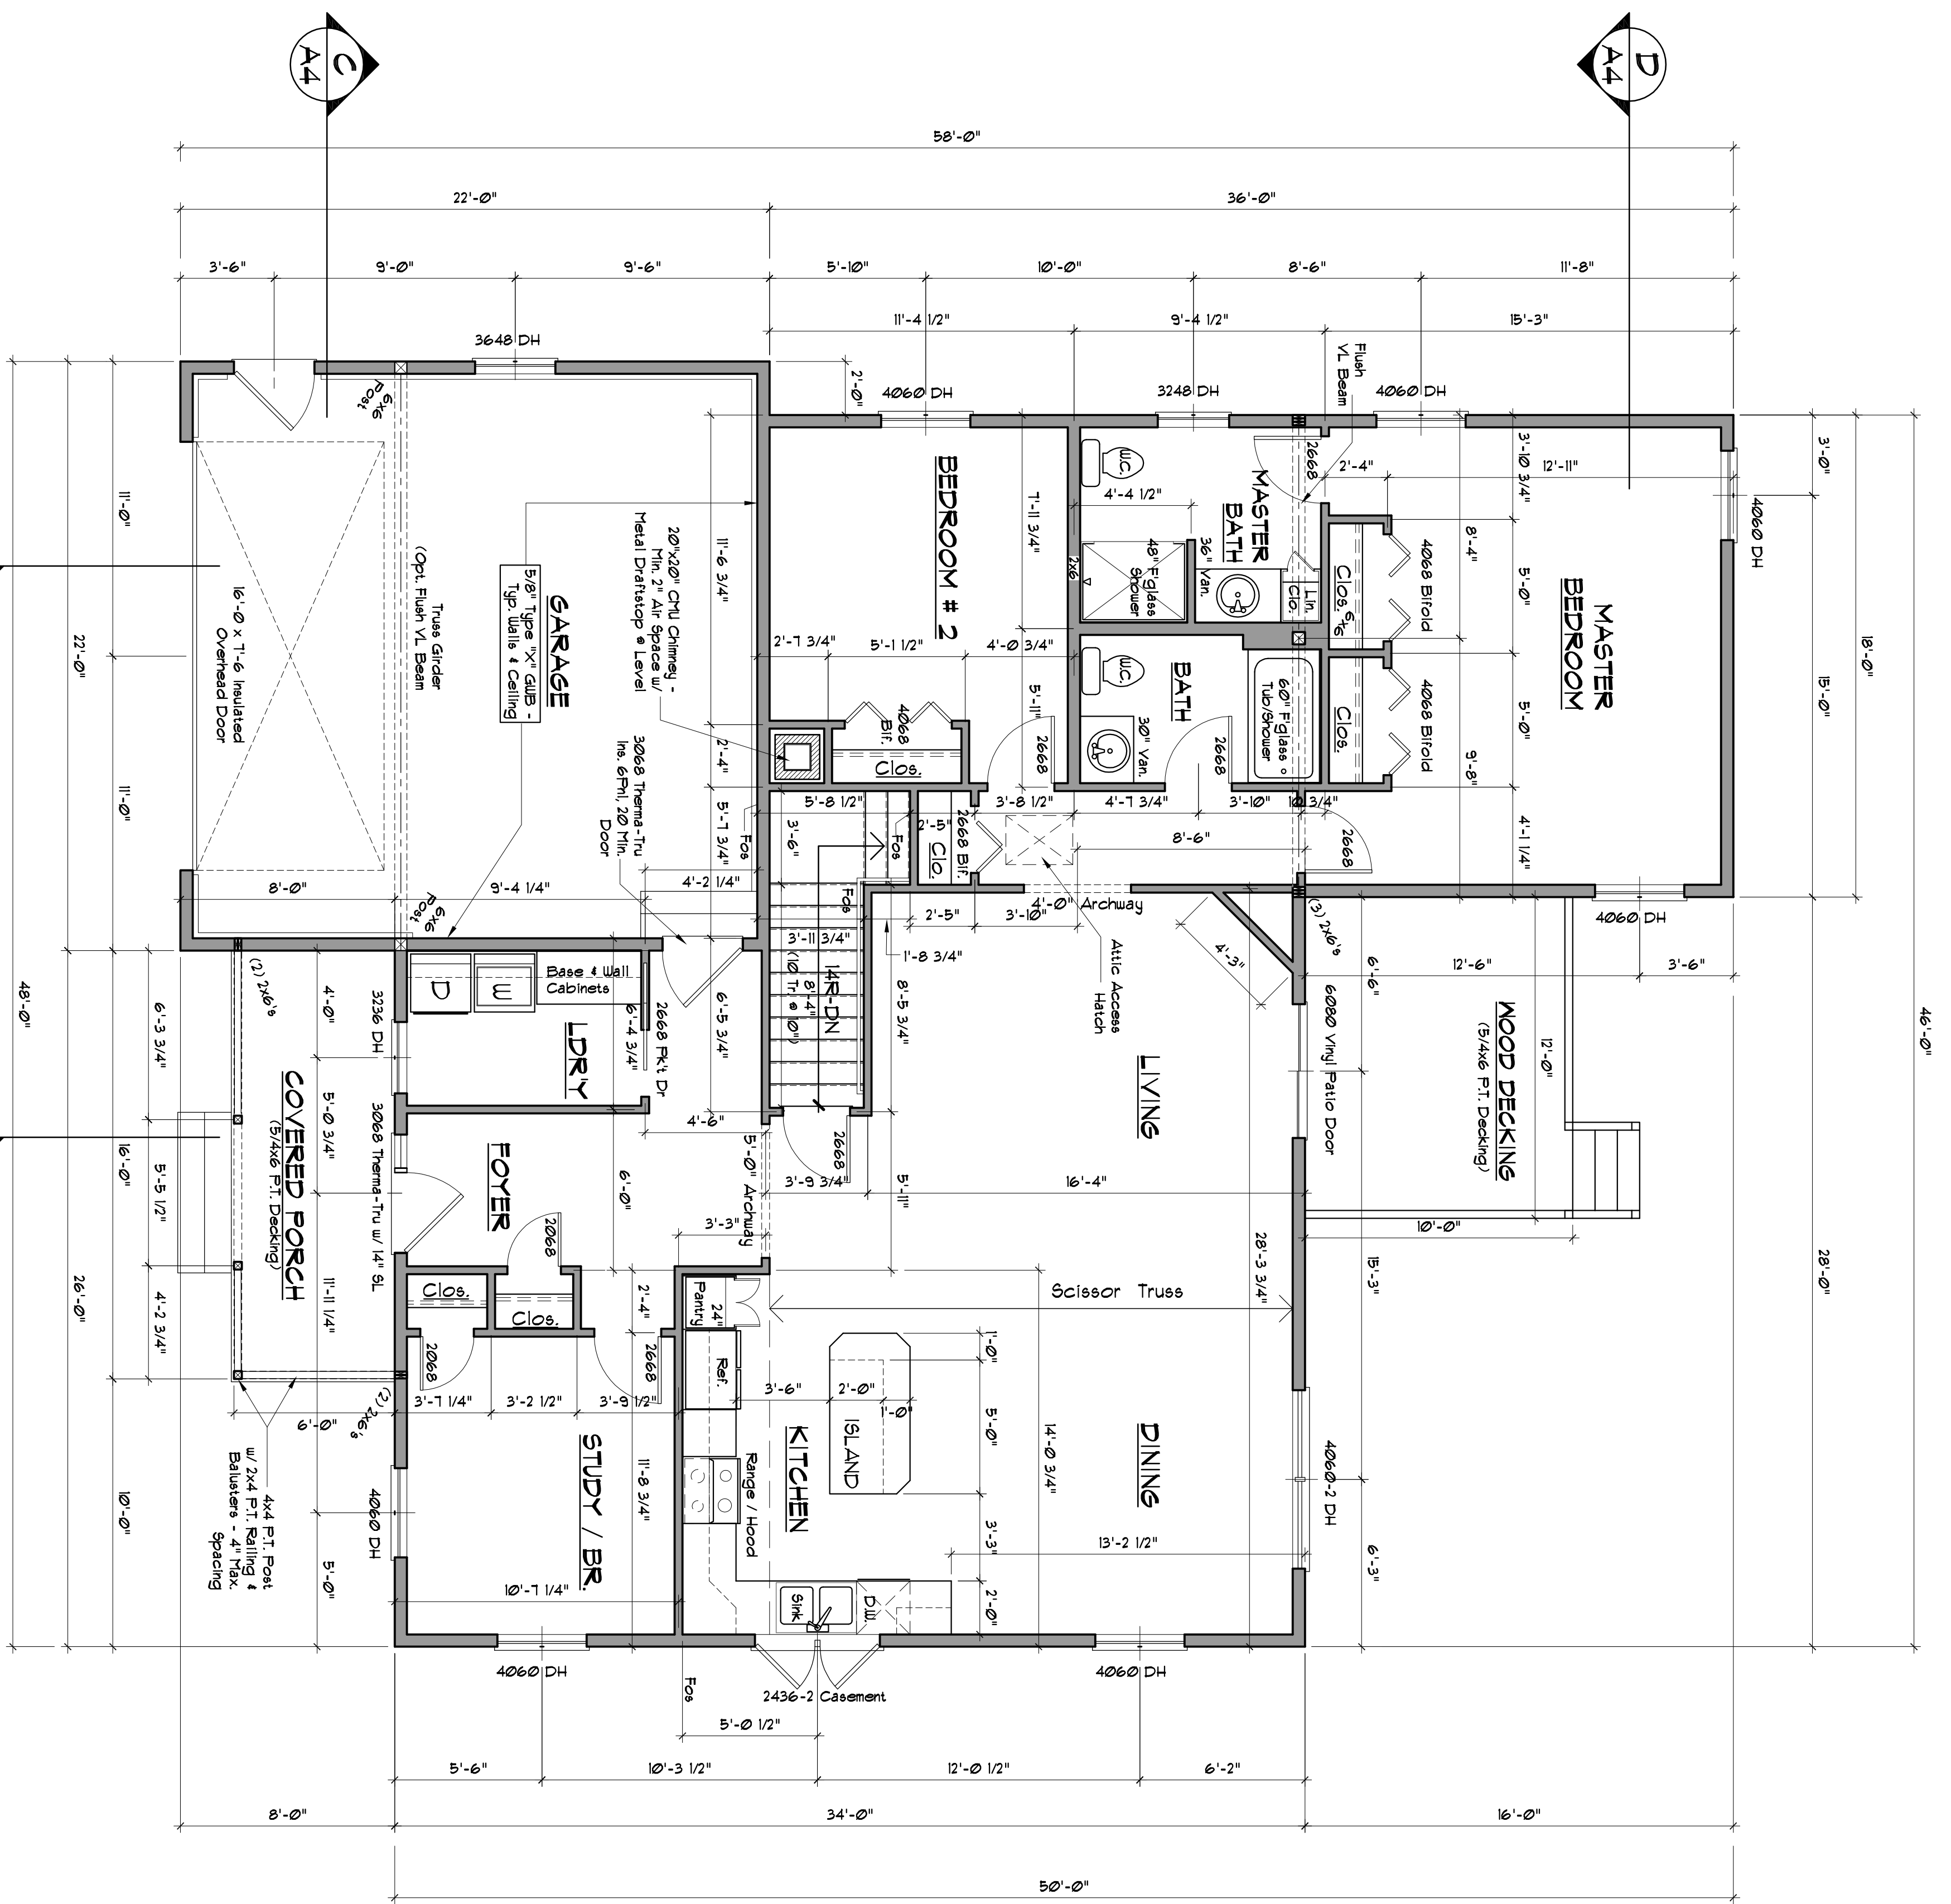 C
A4
D
A4
58'-0"
22'-0"
36'-0"
3'-6"
9'-0"
9'-6"
5'-10"
10'-0"
8'-6"
11'-8"
11'-4 1/2"
9'-4 1/2"
15'-3"
3648 DH
4060 DH
3248 DH
4060 DH
Flush
VL Beam
2'-0"
6x6
Post
2668
2'-4"
12'-11"
3'-10 3/4"
3'-0"
4060 DH
18'-0"
15'-0"
46'-0"
28'-0"
BEDROOM # 2
7'-11 3/4"
W.C.
4'-4 1/2"
MASTER
BATH
36"
Van.
48" F'glass
Shower
2x6
Lin.
Clo.
Clos.
6x6
4068 Bifold
8'-4"
5'-0"
MASTER
BEDROOM
11'-0"
22'-0"
48'-0"
16'-0 x 7'-6 Insulated
Overhead Door
Truss Girder
(Opt. Flush VL Beam
5/8" Type "X" GWB -
Typ. Walls & Ceiling
GARAGE
20"x20" CMU Chimney -
Min. 2" Air Space w/
Metal Draftstop @ Level
11'-6 3/4"
2'-7 3/4"
5'-1 1/2"
4'-0 3/4"
5'-11"
W.C.
BATH
30" Van.
60" F'glass
Tub/Shower
Clos.
4068 Bifold
5'-0"
9'-8"
4068
Bif.
Clos.
2668
2668
2'-4"
11'-0"
3068 Therma-Tru
Ins. 6Pnl, 20 Min.
Door
5'-7 3/4"
Fos
5'-8 1/2"
3'-6"
Fos
2'-5"
Clo.
2668 Bif.
3'-8 1/2"
4'-7 3/4"
3'-10"
10 3/4"
8'-6"
2668
4'-1 1/4"
8'-0"
9'-4 1/4"
4'-2 1/4"
6x6
Post
Fos
2'-5"
3'-10"
4'-0" Archway
4060 DH
(3) 2x6's
4'-3"
6'-6"
12'-6"
3'-6"
3'-11 3/4"
1'-8 3/4"
14R-DN
8'-4"
(10 Tr @ 10")
8'-5 3/4"
Attic Access
Hatch
(2) 2x6's
4'-0"
6'-3 3/4"
3236 DH
D
W
Base & Wall
Cabinets
6'-4 3/4"
2668 Pk't Dr
6'-5 3/4"
LDR'Y
LIVING
6080 Vinyl Patio Door
WOOD DECKING
(5/4x6 P.T. Decking)
12'-0"
COVERED PORCH
(5/4x6 P.T. Decking)
5'-0 3/4"
3068 Therma-Tru w/ 14" SL
16'-0"
5'-5 1/2"
FOYER
4'-6"
5'-0" Archway
2668
3'-9 3/4"
5'-11"
16'-4"
6'-0"
3'-3"
10'-0"
2068
28'-3 3/4"
15'-3"
26'-0"
11'-11 1/4"
4'-2 3/4"
Clos.
Clos.
2'-4"
24"
Pantry
Scissor Truss
2068
2668
Ref.
1'-0"
3'-6"
2'-0"
1'-0"
ISLAND
5'-0"
14'-0 3/4"
3'-7 1/4"
3'-2 1/2"
3'-9 1/2"
6'-0"
(2) 2x6's
STUDY / BR.
11'-8 3/4"
KITCHEN
Range / Hood
DINING
4060-2 DH
4x4 P.T. Post
w/ 2x4 P.T. Railing &
Balusters - 4" Max.
Spacing
10'-0"
4060 DH
5'-0"
3'-3"
13'-2 1/2"
6'-3"
10'-7 1/4"
Sink
D.W.
2'-0"
4060 DH
Fos
2436-2 Casement
4060 DH
5'-0 1/2"
5'-6"
10'-3 1/2"
12'-0 1/2"
6'-2"
8'-0"
34'-0"
16'-0"
50'-0"